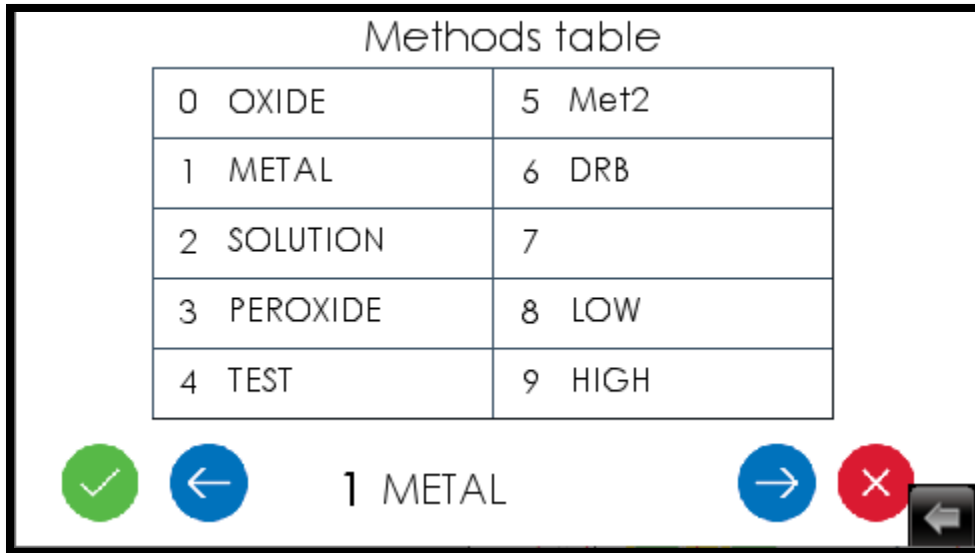 Methods table
0 OXIDE
5 Met2
1 METAL
6 DRB
2 SOLUTION
7
3 PEROXIDE
8 LOW
4 TEST
9 HIGH
1 METAL